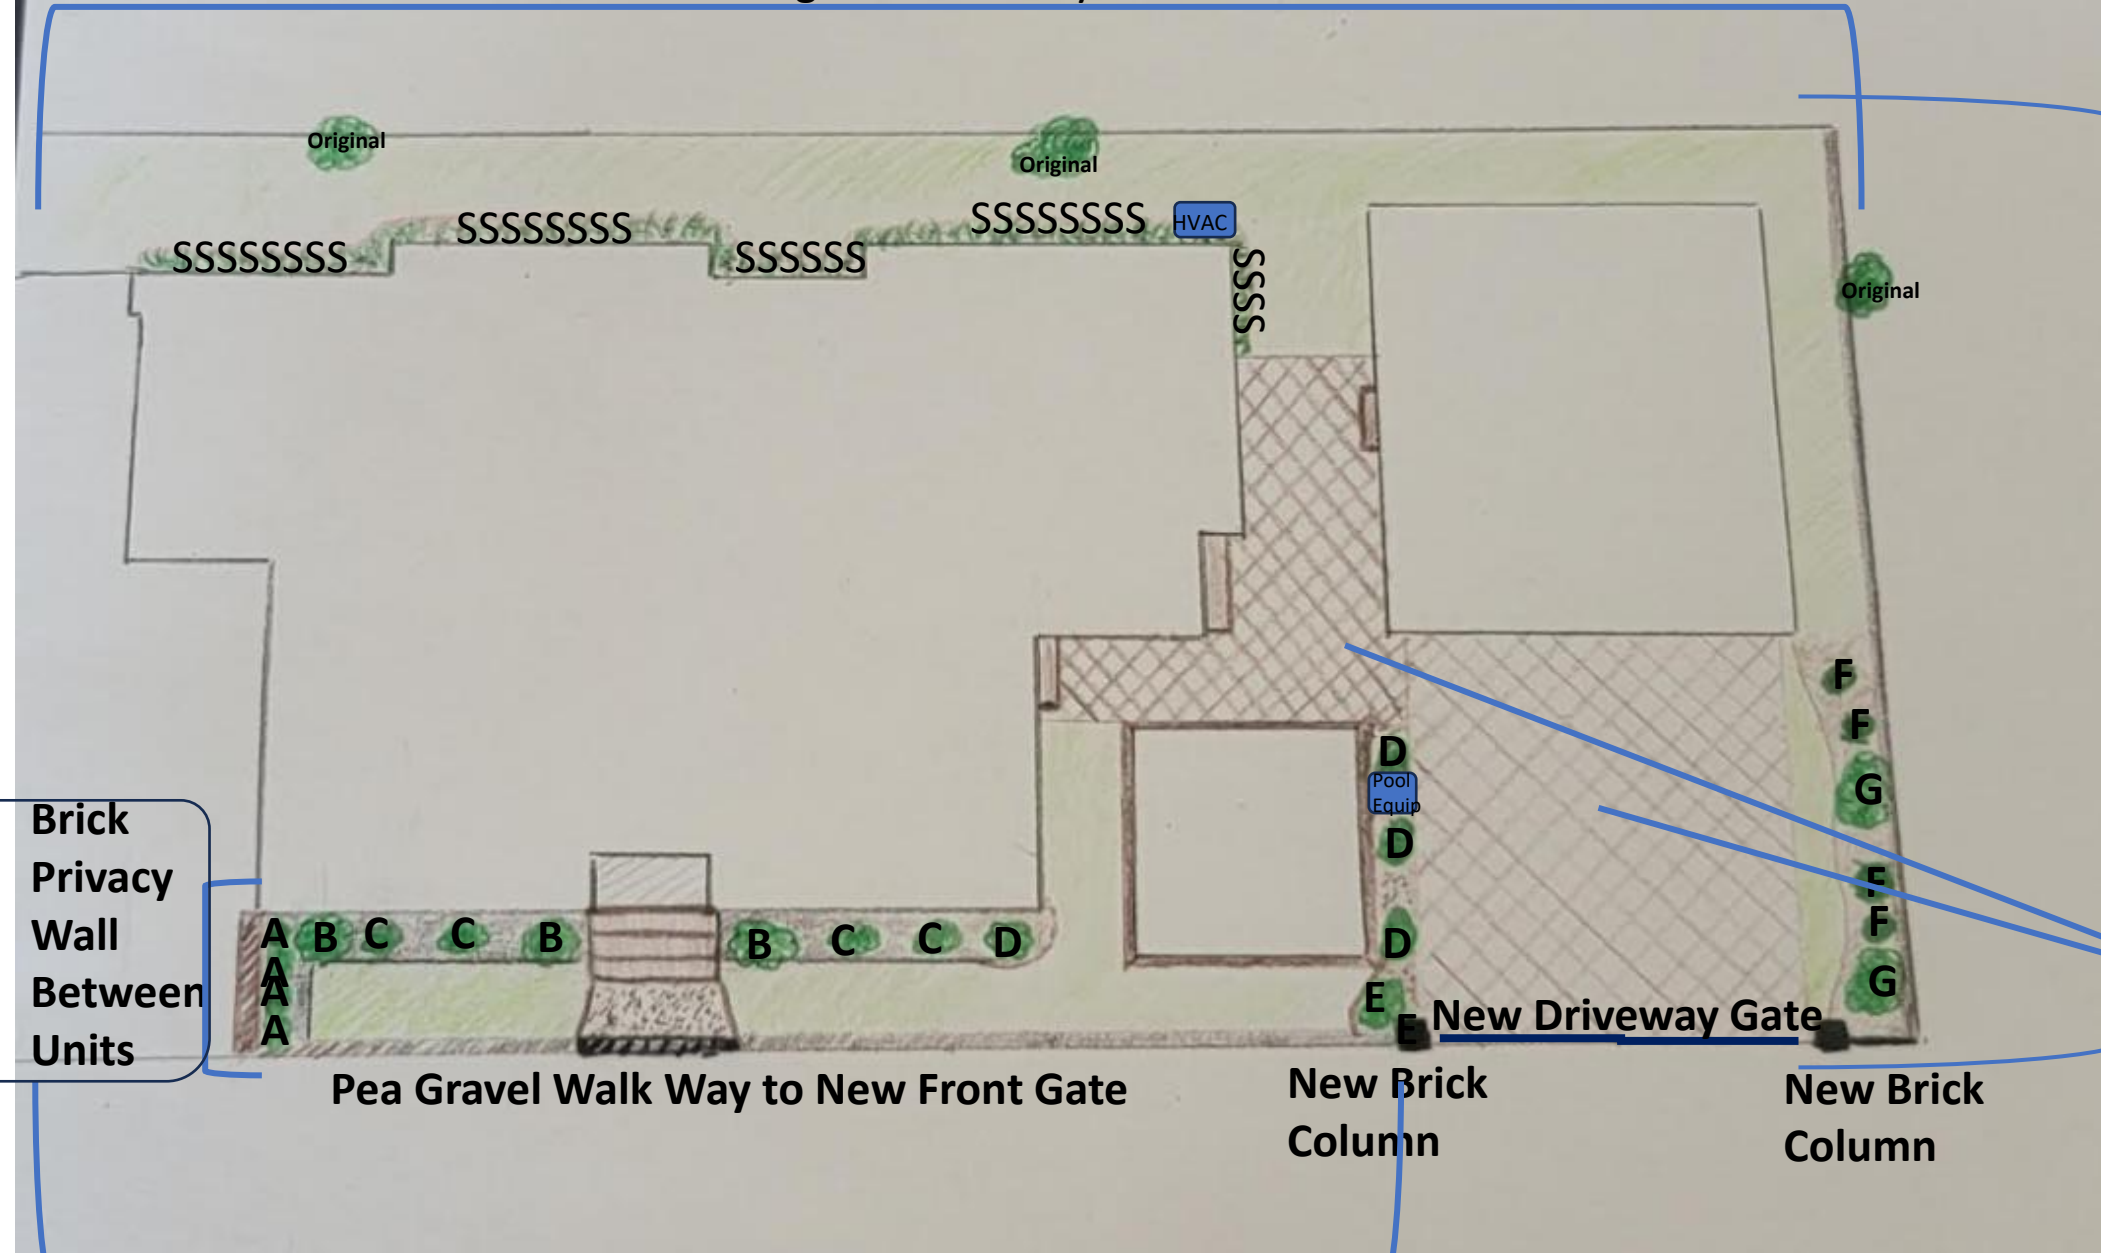 Original
Original
SSSSSSSS
SSSSSSSS
SSSSSS
SSSSSSSS
HVAC
SSSS
Original
F
F
G
F
F
G
D
Pool
Equip
D
D
E
E
Brick
Privacy
Wall
Between
Units
A B C C B
A
A
A
B C C D
New Driveway Gate
Pea Gravel Walk Way to New Front Gate
New Brick
Column
New Brick
Column